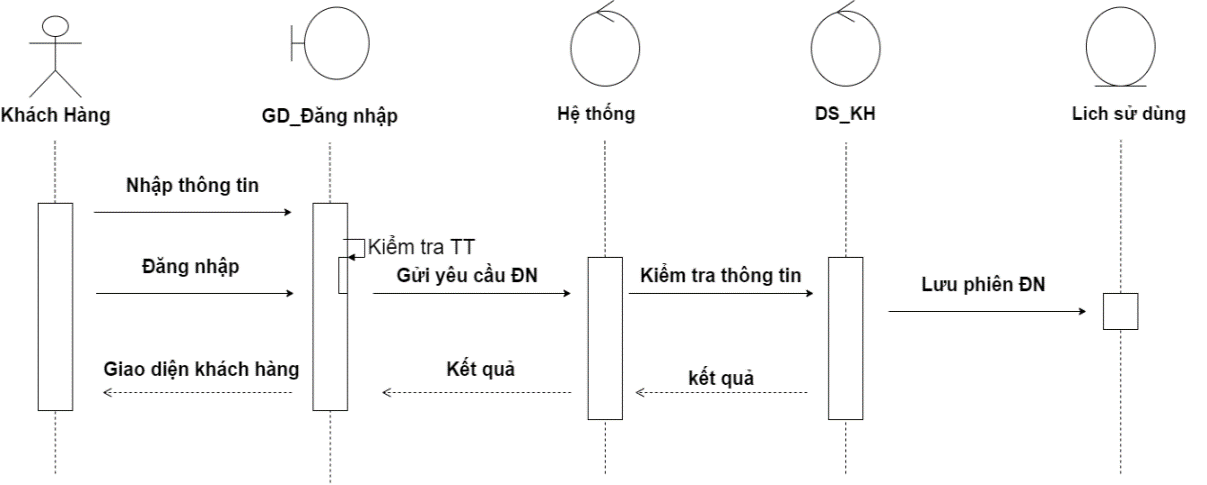 Khách Hàng
GD_Đăng nhập
Hệ thống
DS_KH
Lich sử dùng
Nhập thông tin
Kiểm tra TT
Đăng nhập
Gửi yêu cầu ĐN
Kiểm tra thông tin
Lưu phiên ĐN
Giao diện khách hàng
Kết quả
kết quả